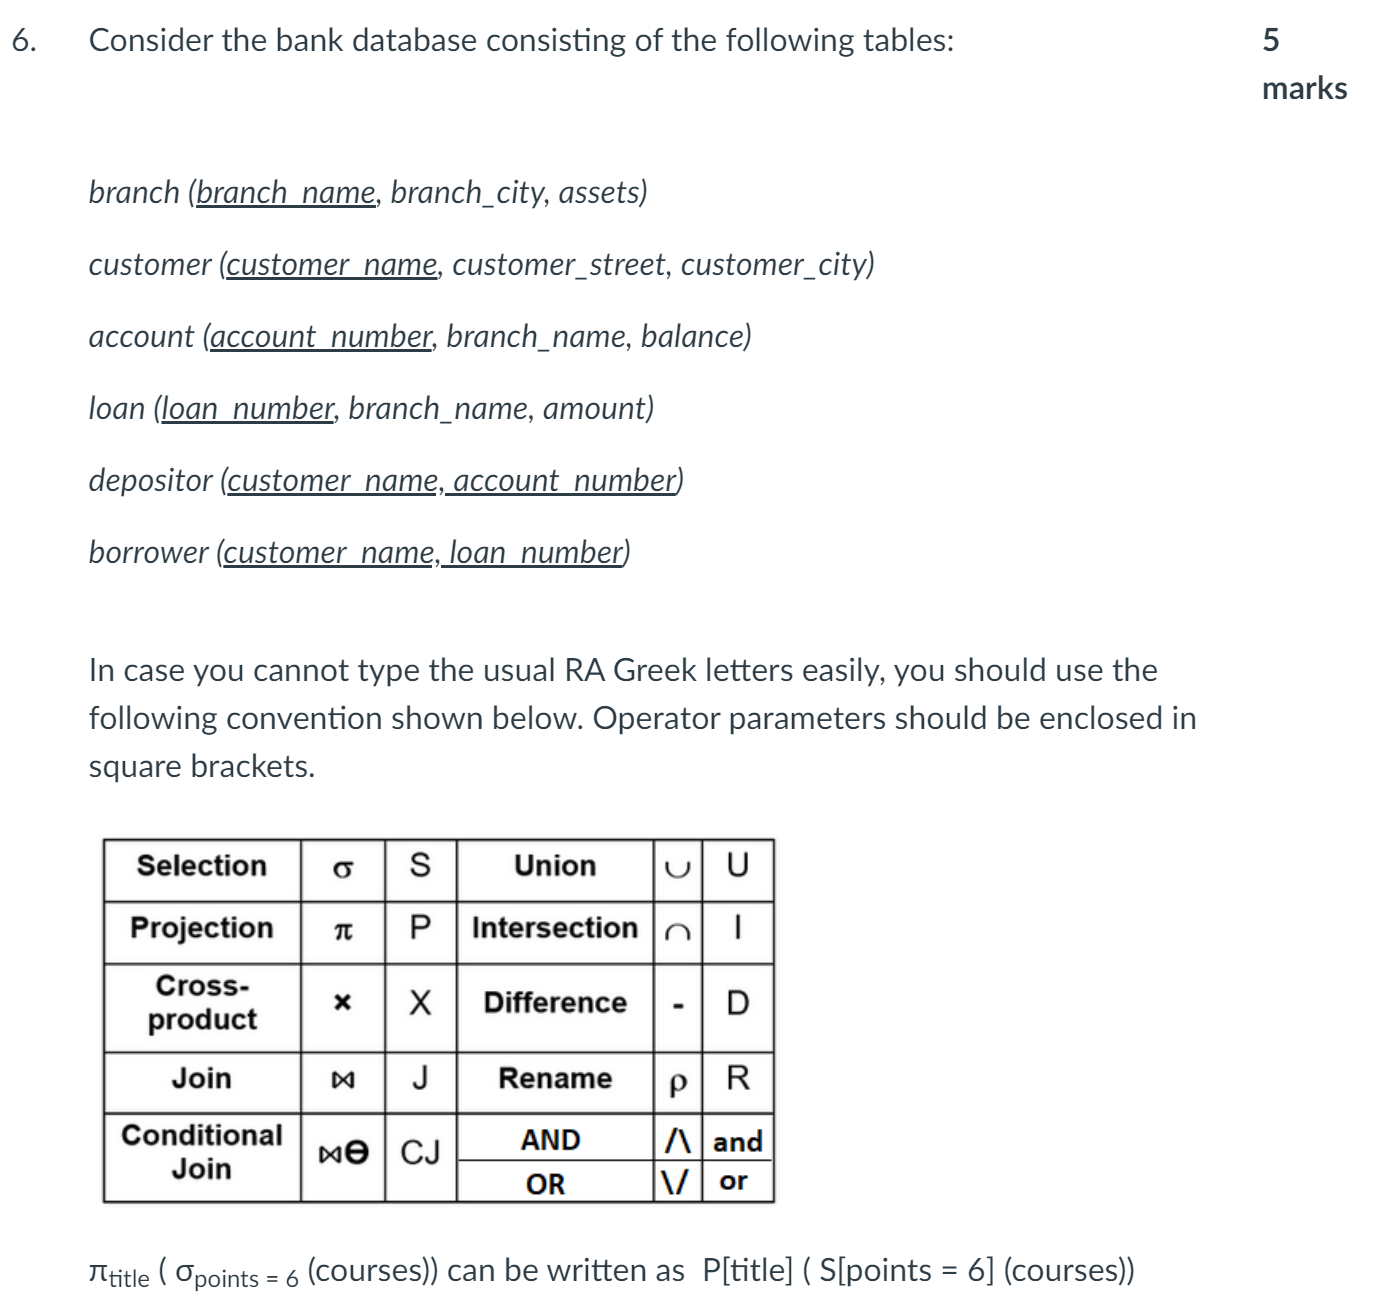 6. Consider the bank database consisting of the following tables: 5
marks
branch (branch_name, branch_city, assets)
customer (customer_name, customer_street, customer_city)
account (account_number, branch_name, balance)
loan (loan_number, branch_name, amount)
depositor (customer_name, account_number)
borrower (customer_name, loan_number)
In case you cannot type the usual RA Greek letters easily, you should use the
following convention shown below. Operator parameters should be enclosed in
square brackets.
Selection σ S Union ∪ U
Projection π P Intersection ∩ I
Cross-
product × X Difference - D
Join ⋈ J Rename ρ R
Conditional
Join ⋈Θ CJ AND /\ and
OR \/ or
πtitle ( σpoints = 6 (courses)) can be written as P[title] ( S[points = 6] (courses))